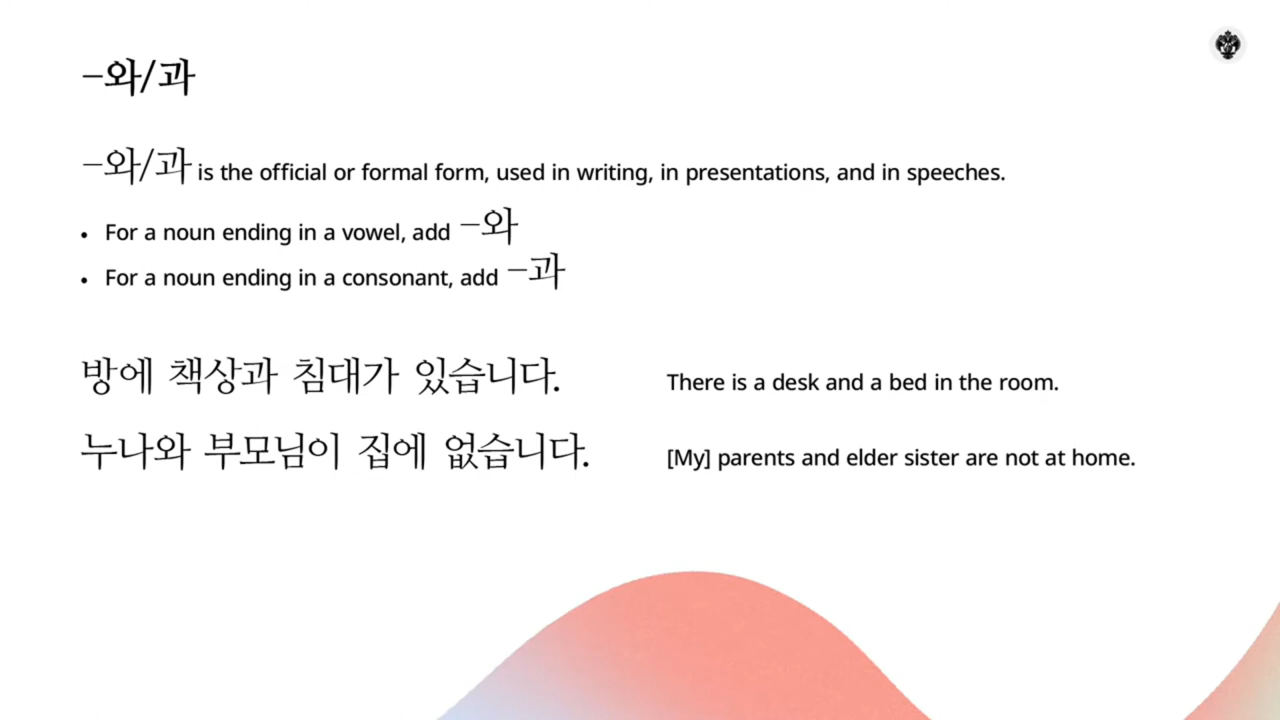 –와/과
–와/과 is the official or formal form, used in writing, in presentations, and in speeches.
• For a noun ending in a vowel, add –와
• For a noun ending in a consonant, add –과
방에 책상과 침대가 있습니다. There is a desk and a bed in the room.
누나와 부모님이 집에 없습니다. [My] parents and elder sister are not at home.